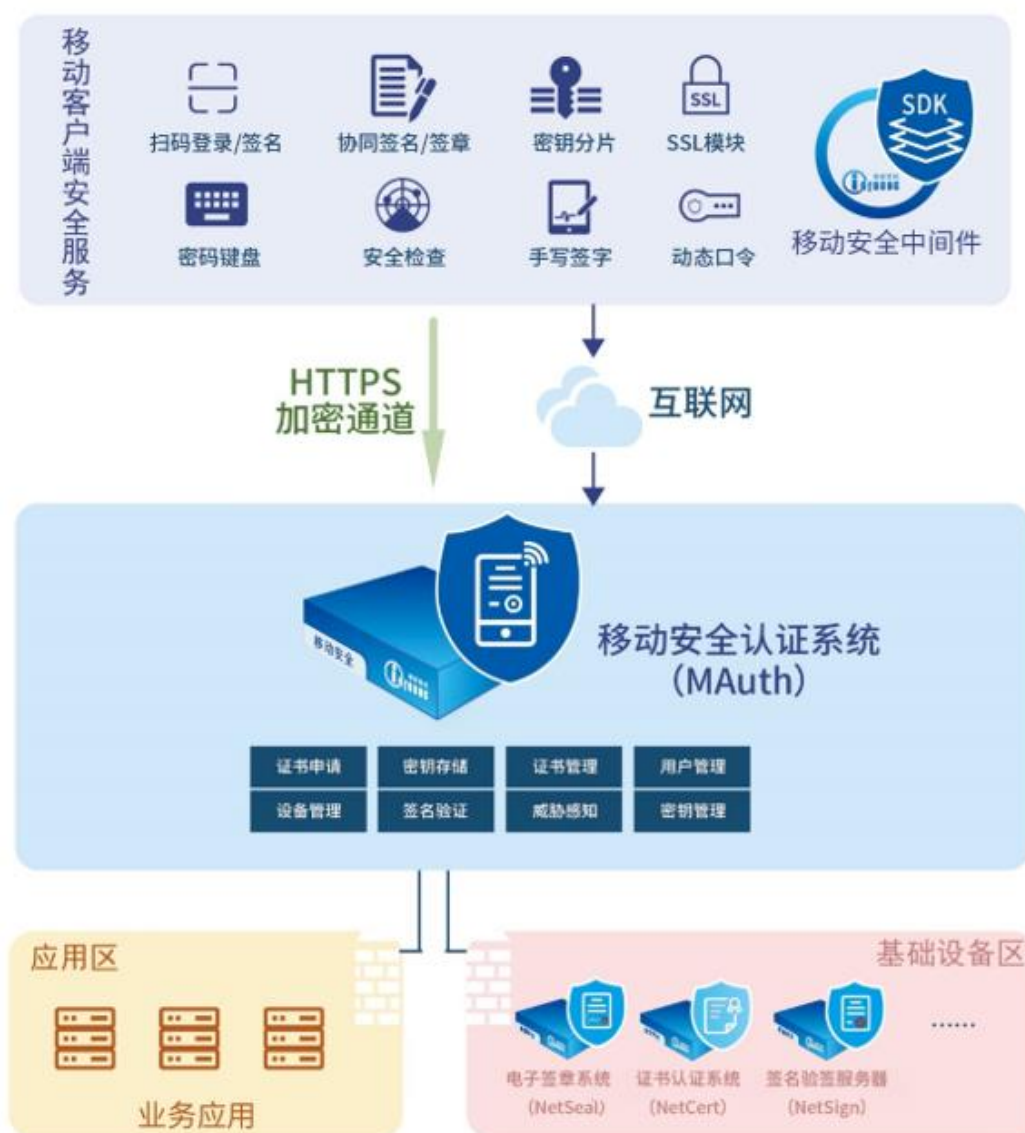 移动客户端安全服务
扫码登录/签名
协同签名/签章
密钥分片
SSL
SSL模块
SDK
密码键盘
安全检查
手写签字
动态口令
移动安全中间件
HTTPS
加密通道
互联网
移动安全
移动安全认证系统
（MAuth）
证书申请
密钥存储
证书管理
用户管理
设备管理
签名验证
威胁感知
密钥管理
应用区
业务应用
基础设备区
电子签章系统
（NetSeal）
证书认证系统
（NetCert）
签名验签服务器
（NetSign）
……